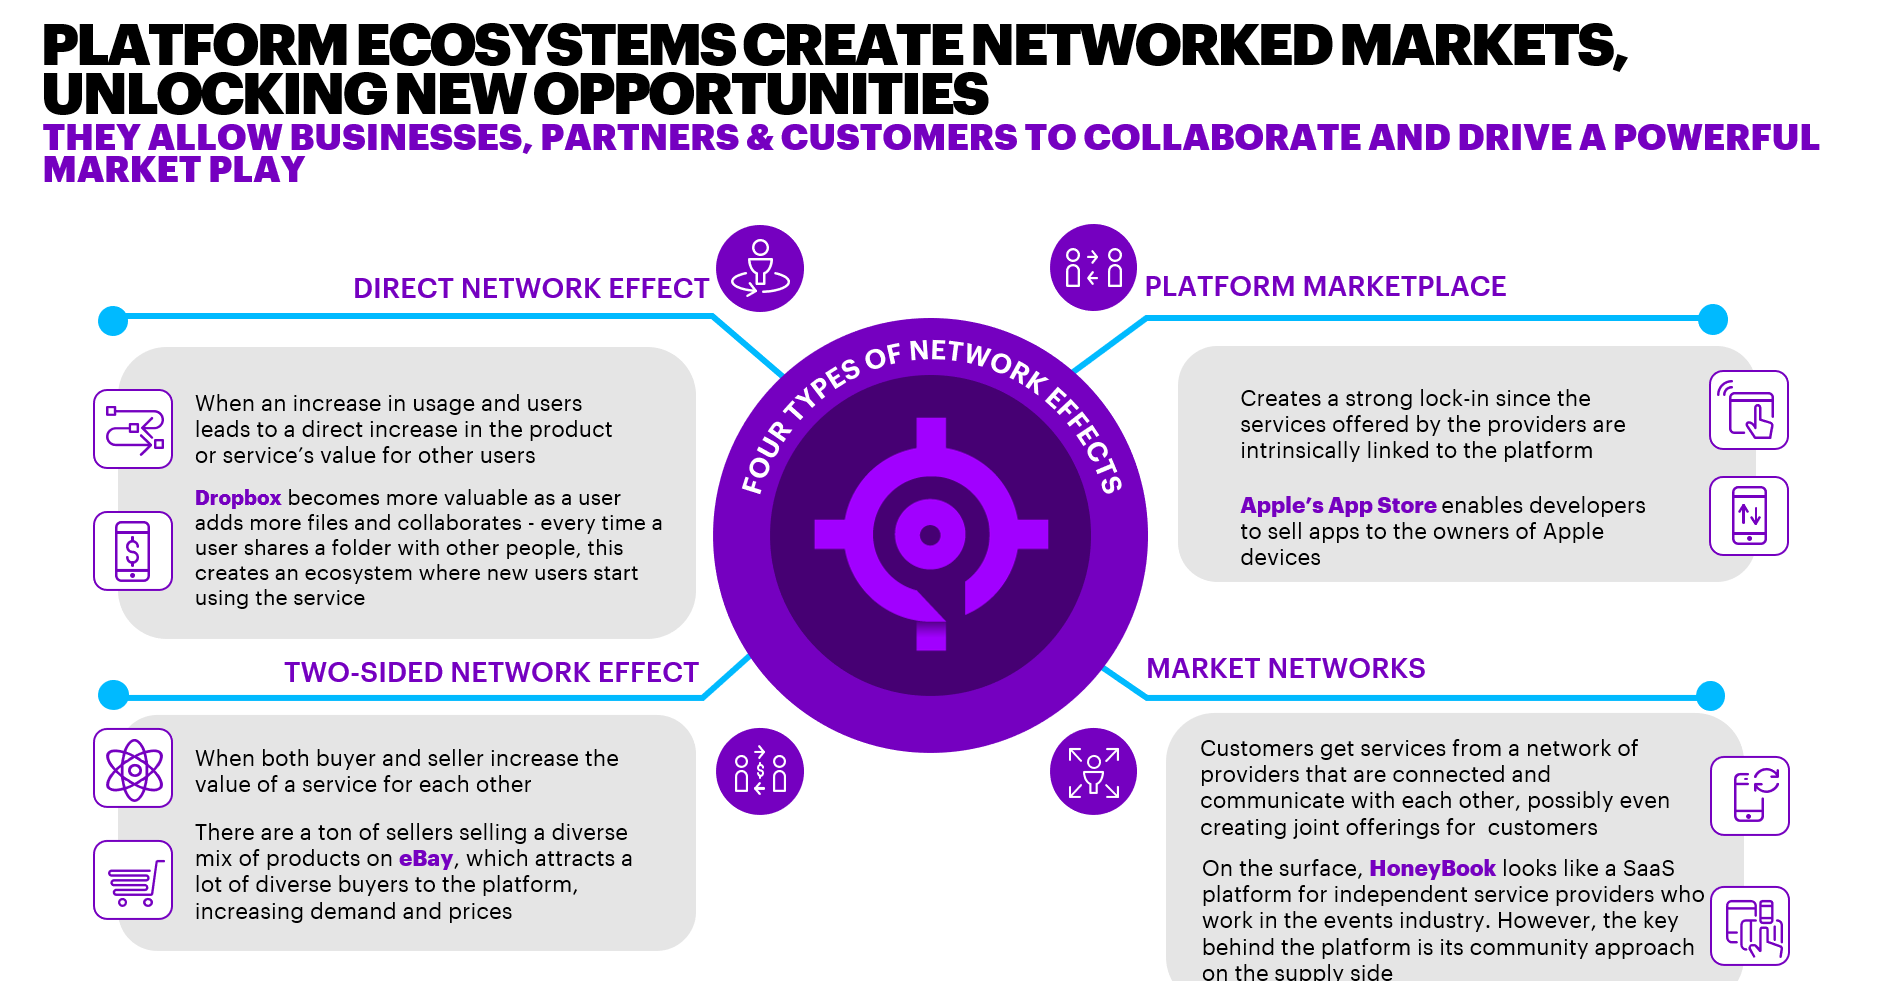 PLATFORM ECOSYSTEMS CREATE NETWORKED MARKETS,
UNLOCKING NEW OPPORTUNITIES
THEY ALLOW BUSINESSES, PARTNERS & CUSTOMERS TO COLLABORATE AND DRIVE A POWERFUL
MARKET PLAY
DIRECT NETWORK EFFECT
When an increase in usage and users
leads to a direct increase in the product
or service’s value for other users
Dropbox becomes more valuable as a user
adds more files and collaborates - every time a
user shares a folder with other people, this
creates an ecosystem where new users start
using the service
PLATFORM MARKETPLACE
Creates a strong lock-in since the
services offered by the providers are
intrinsically linked to the platform
Apple’s App Store enables developers
to sell apps to the owners of Apple
devices
FOUR TYPES OF NETWORK EFFECTS
TWO-SIDED NETWORK EFFECT
When both buyer and seller increase the
value of a service for each other
There are a ton of sellers selling a diverse
mix of products on eBay, which attracts a
lot of diverse buyers to the platform,
increasing demand and prices
$
$
MARKET NETWORKS
Customers get services from a network of
providers that are connected and
communicate with each other, possibly even
creating joint offerings for  customers
On the surface, HoneyBook looks like a SaaS
platform for independent service providers who
work in the events industry. However, the key
behind the platform is its community approach
on the supply side